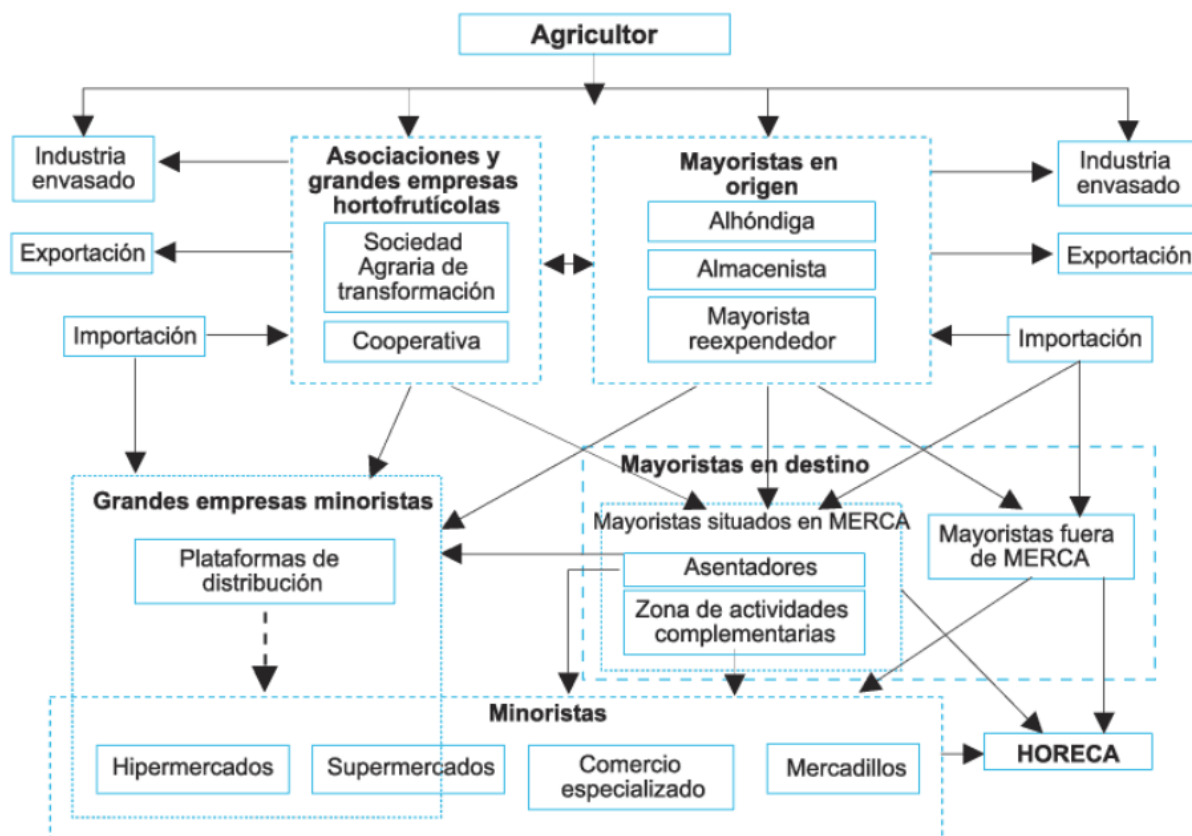 Agricultor
Industria
envasado
Asociaciones y
grandes empresas
hortofrutícolas
Mayoristas en
origen
Industria
envasado
Sociedad
Agraria de
transformación
Alhóndiga
Exportación
Almacenista
Exportación
Importación
Cooperativa
Mayorista
reexpendedor
Importación
Mayoristas en destino
Grandes empresas minoristas
Mayoristas situados en MERCA
Mayoristas fuera
de MERCA
Plataformas de
distribución
Asentadores
Zona de actividades
complementarias
Minoristas
Hipermercados
Supermercados
Comercio
especializado
Mercadillos
HORECA